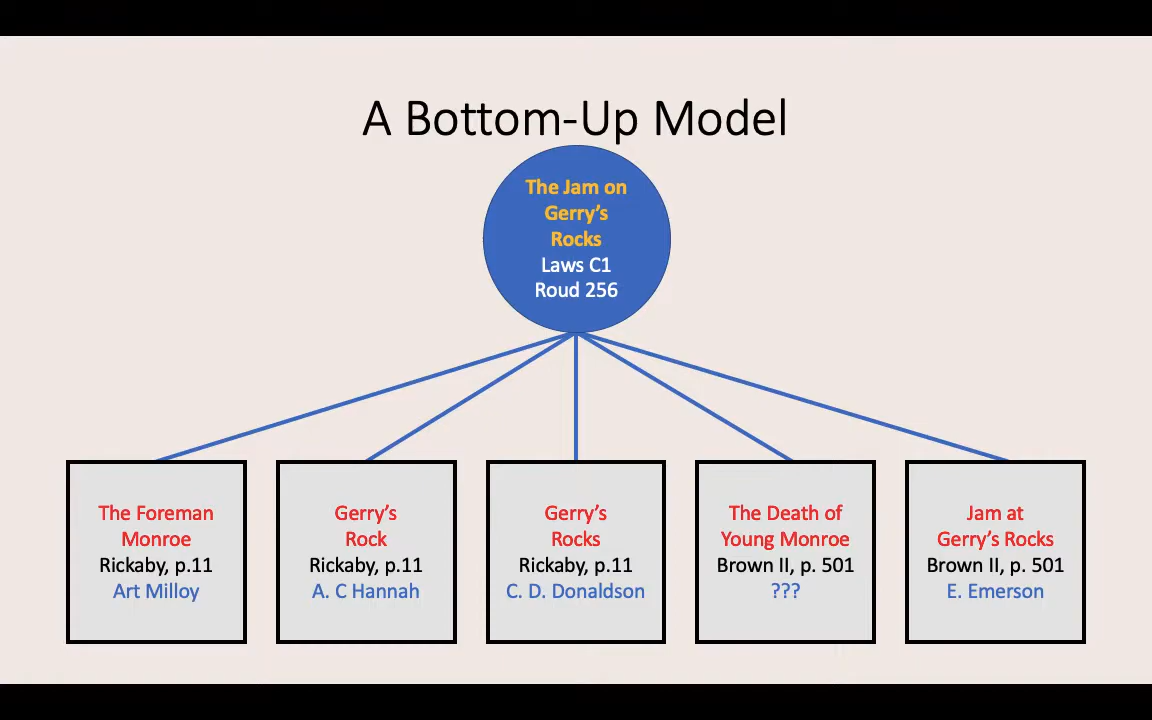 A Bottom-Up Model
The Jam on
Gerry’s
Rocks
Laws C1
Roud 256
The Foreman
Monroe
Rickaby, p.11
Art Milloy
Gerry’s
Rock
Rickaby, p.11
A. C Hannah
Gerry’s
Rocks
Rickaby, p.11
C. D. Donaldson
The Death of
Young Monroe
Brown II, p. 501
???
Jam at
Gerry’s Rocks
Brown II, p. 501
E. Emerson